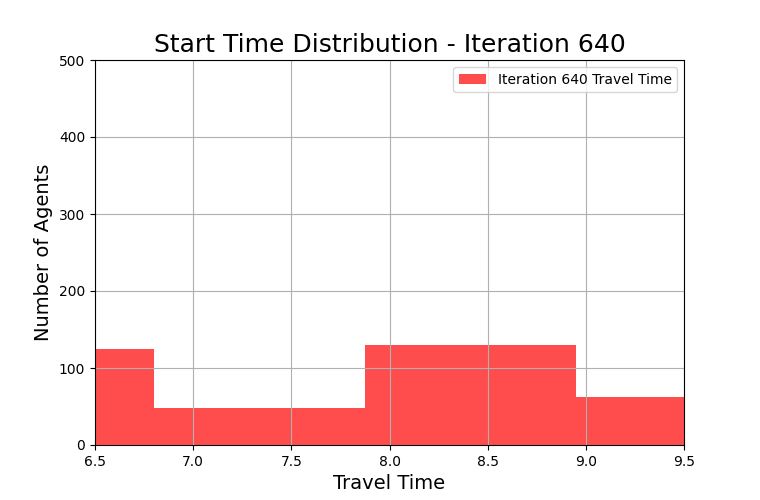 Start Time Distribution - Iteration 640
Iteration 640 Travel Time
Number of Agents
500
400
300
200
100
0
6.5 7.0 7.5 8.0 8.5 9.0 9.5
Travel Time